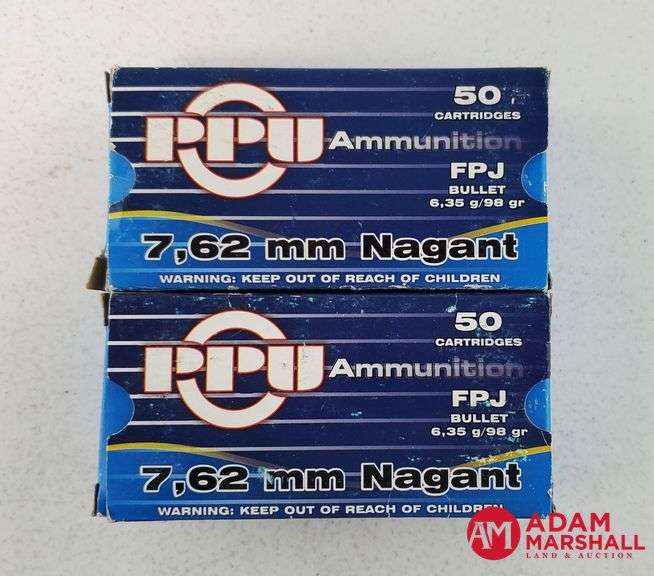 50
CARTRIDGES
PPU Ammunition
FPJ
BULLET
6,35 g/98 gr
7,62 mm Nagant
WARNING: KEEP OUT OF REACH OF CHILDREN
50
CARTRIDGES
PPU Ammunition
FPJ
BULLET
6,35 g/98 gr
7,62 mm Nagant
WARNING: KEEP OUT OF REACH OF CHILDREN
AM ADAM
MARSHALL
LAND & AUCTION